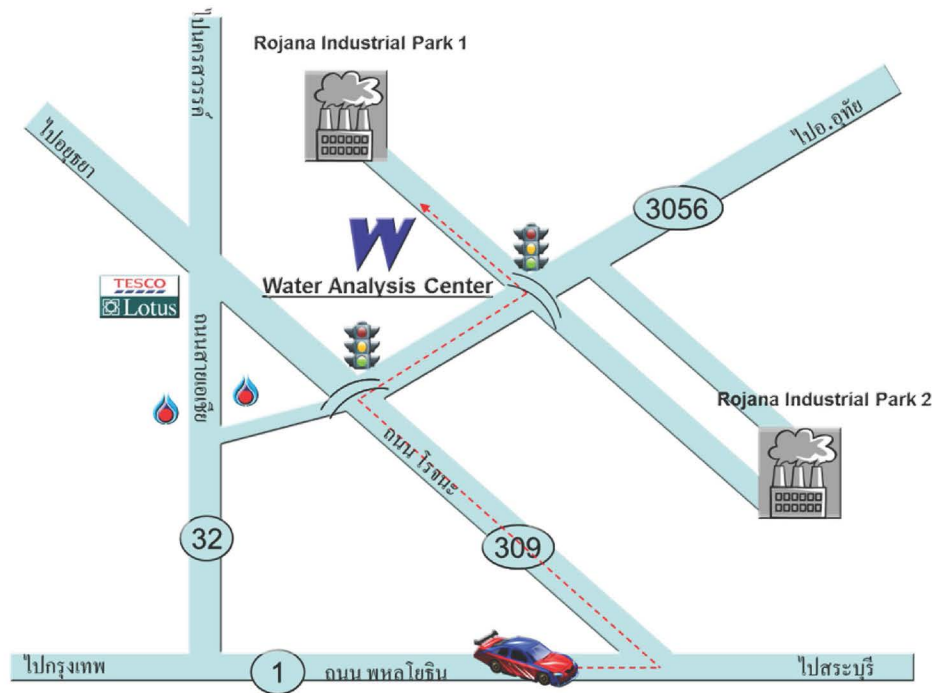 ไปนครสวรรค์
Rojana Industrial Park 1
ไปอยุธยา
ไปอ.อุทัย
3056
W
Water Analysis Center
TESCO
Lotus
ถนนสายเอเซีย
Rojana Industrial Park 2
ถนน โรจนะ
32
309
ไปกรุงเทพ
1
ถนน พหลโยธิน
ไปสระบุรี